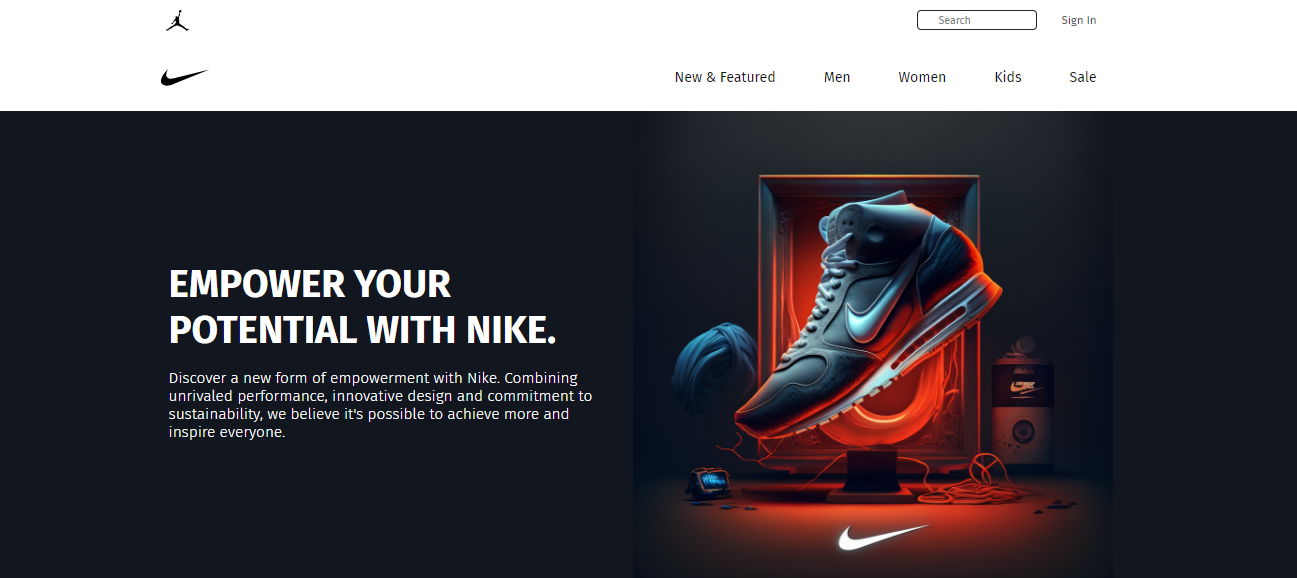 Search
Sign In
New & Featured
Men
Women
Kids
Sale
EMPOWER YOUR
POTENTIAL WITH NIKE.
Discover a new form of empowerment with Nike. Combining
unrivaled performance, innovative design and commitment to
sustainability, we believe it's possible to achieve more and
inspire everyone.